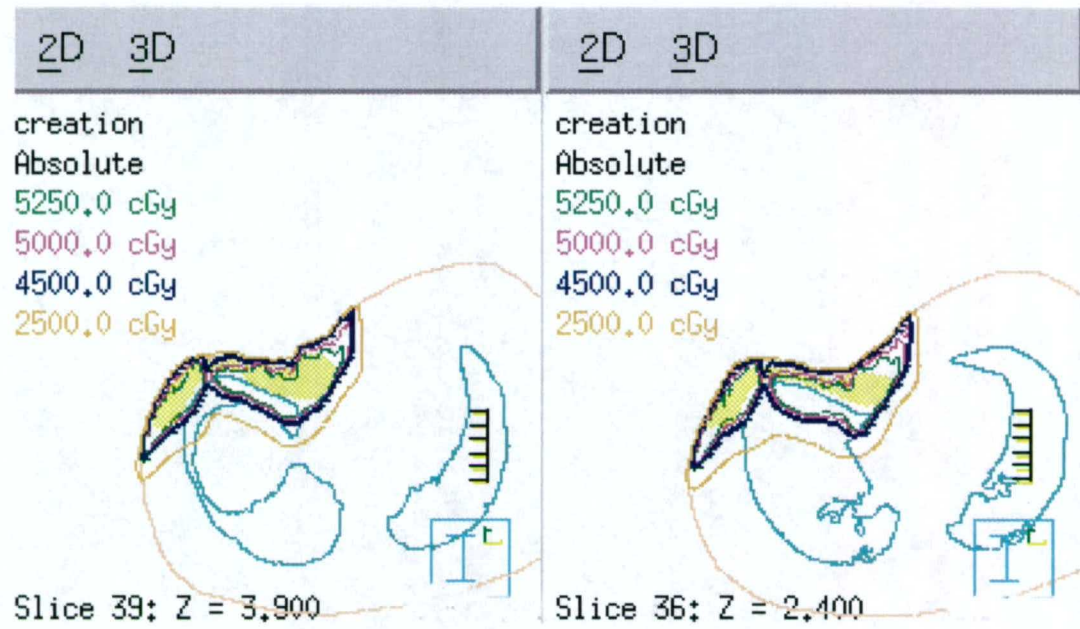 2D 3D
creation
Absolute
5250.0 cGy
5000.0 cGy
4500.0 cGy
2500.0 cGy
Slice 39: Z = 3.900
2D 3D
creation
Absolute
5250.0 cGy
5000.0 cGy
4500.0 cGy
2500.0 cGy
Slice 36: Z = 2.400